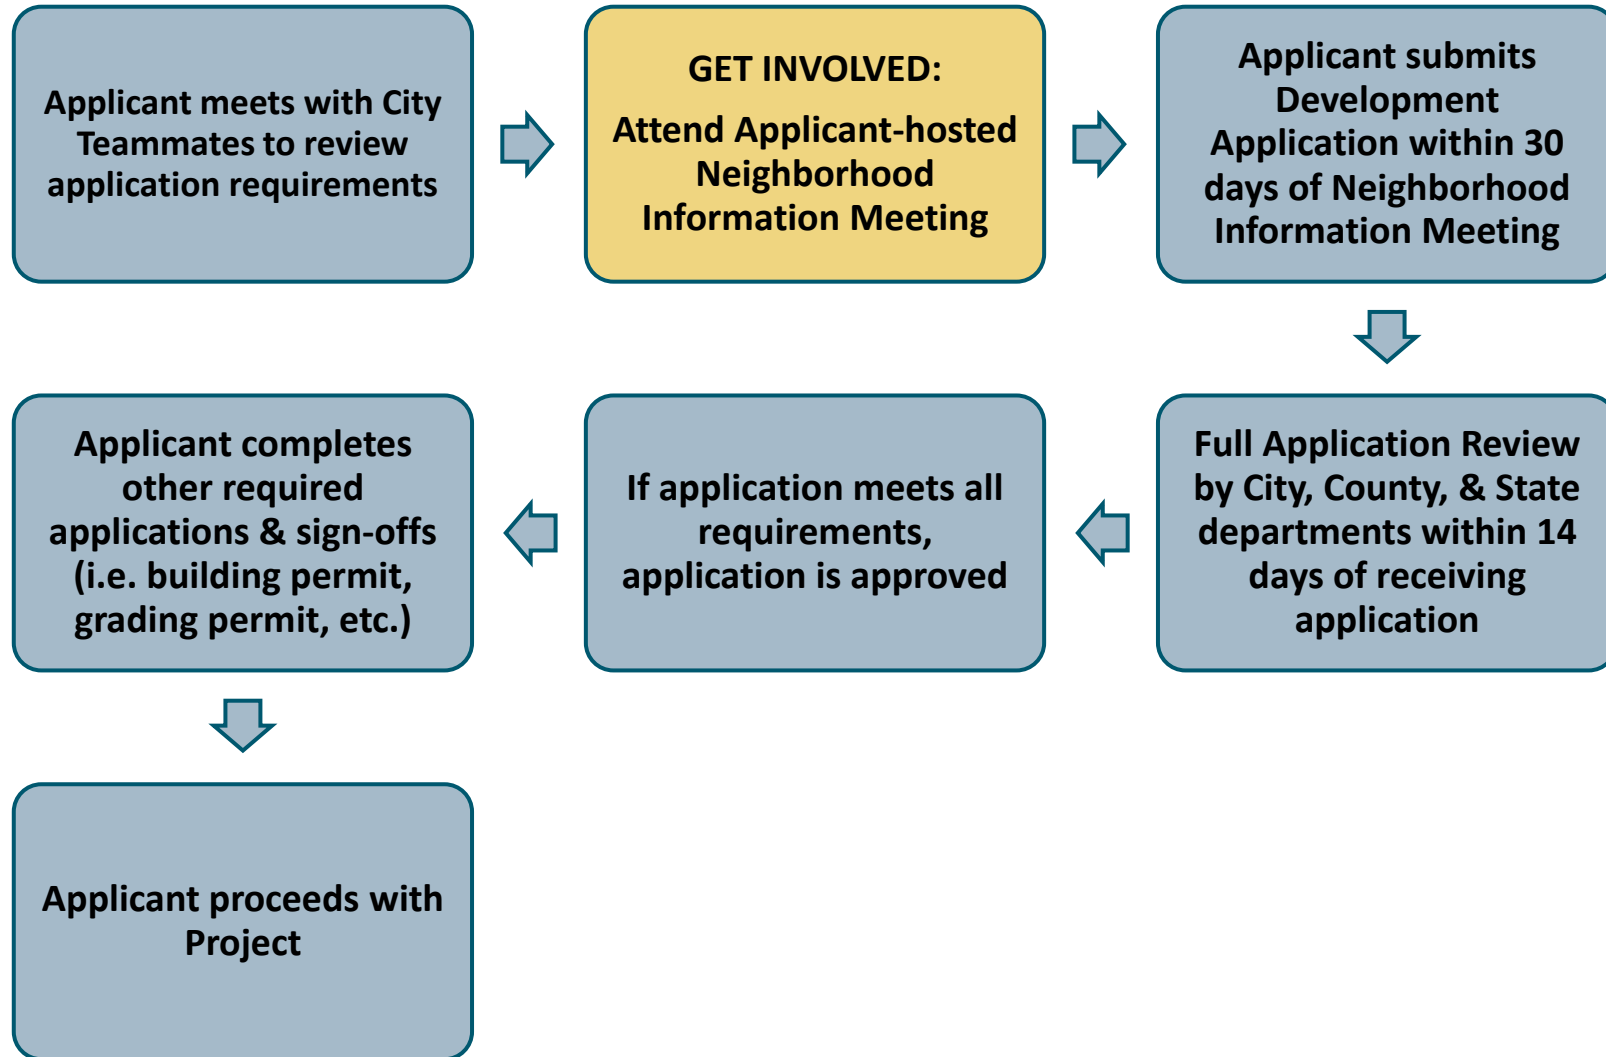 Applicant meets with City
Teammates to review
application requirements
GET INVOLVED:
Attend Applicant-hosted
Neighborhood
Information Meeting
Applicant submits
Development
Application within 30
days of Neighborhood
Information Meeting
Full Application Review
by City, County, & State
departments within 14
days of receiving
application
If application meets all
requirements,
application is approved
Applicant completes
other required
applications & sign-offs
(i.e. building permit,
grading permit, etc.)
Applicant proceeds with
Project